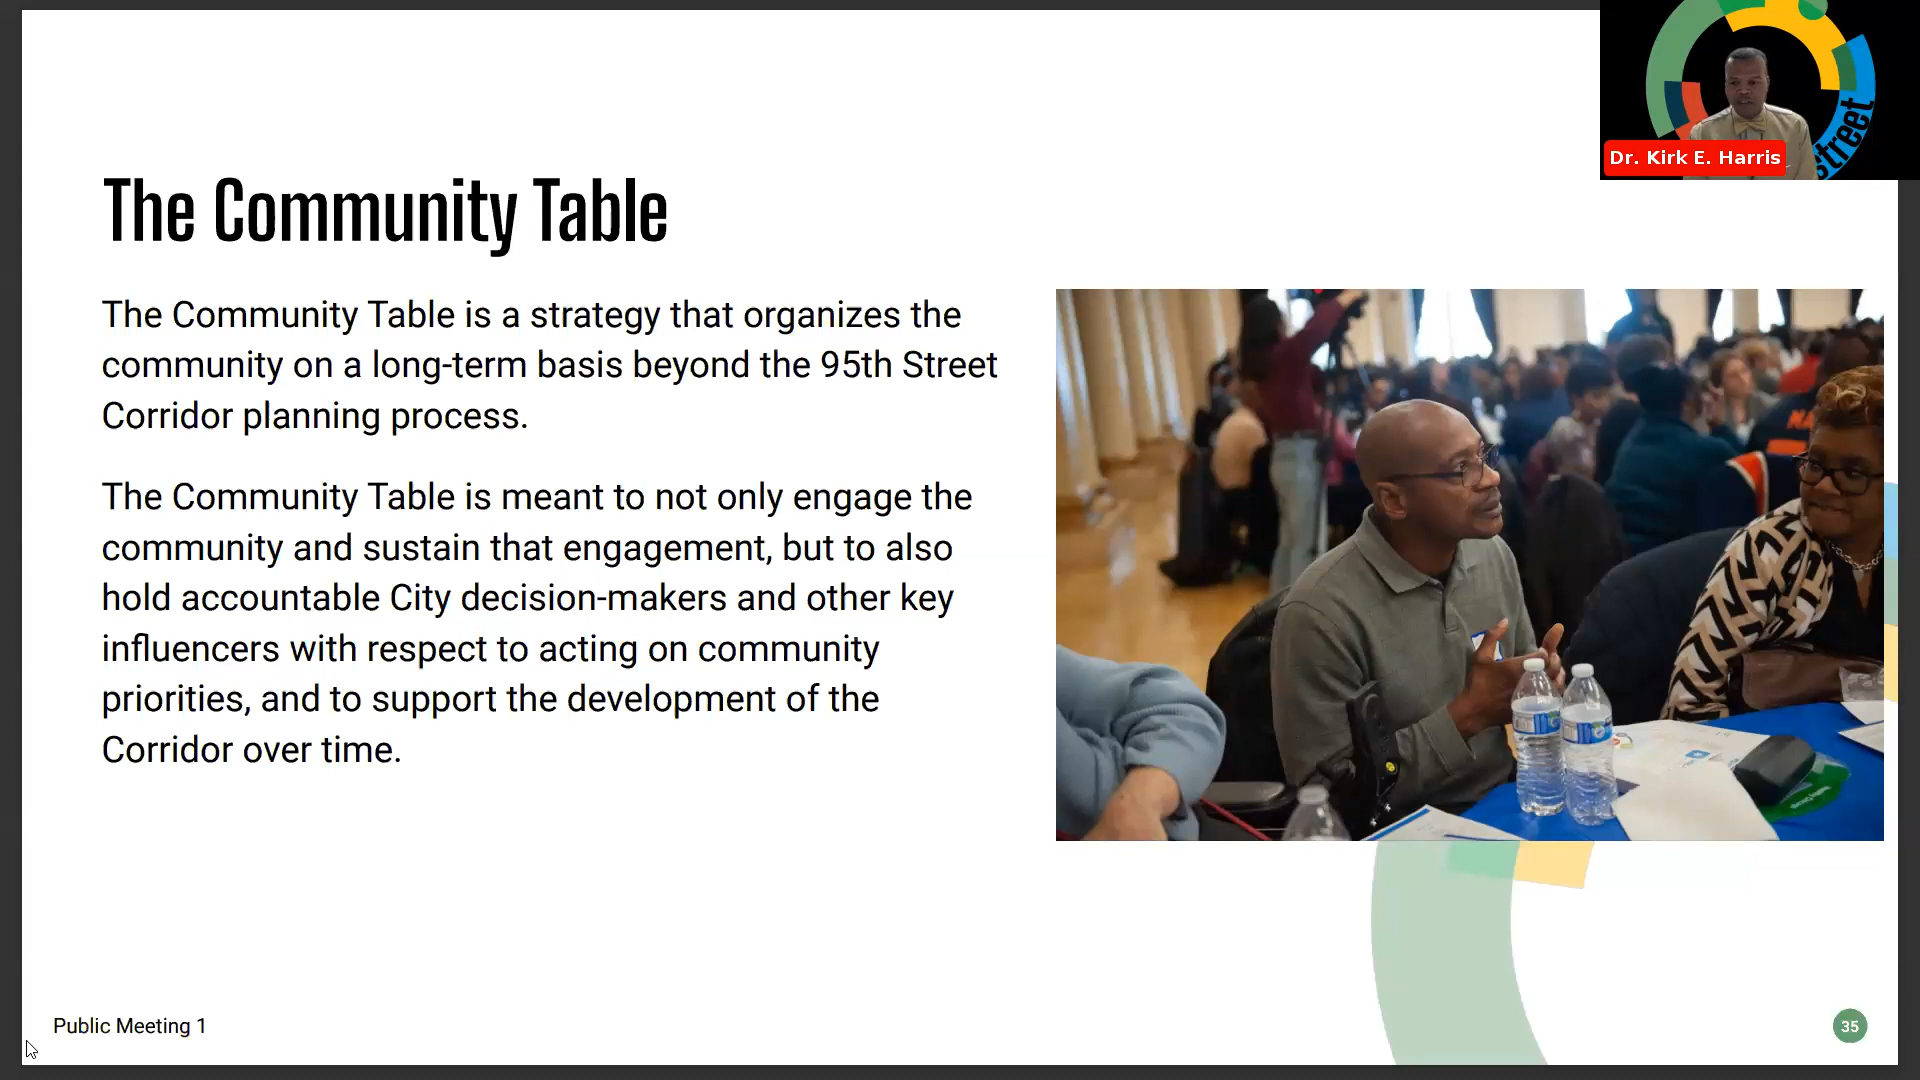 Street
Dr. Kirk E. Harris
The Community Table
The Community Table is a strategy that organizes the
community on a long-term basis beyond the 95th Street
Corridor planning process.
The Community Table is meant to not only engage the
community and sustain that engagement, but to also
hold accountable City decision-makers and other key
influencers with respect to acting on community
priorities, and to support the development of the
Corridor over time.
Public Meeting 1
35